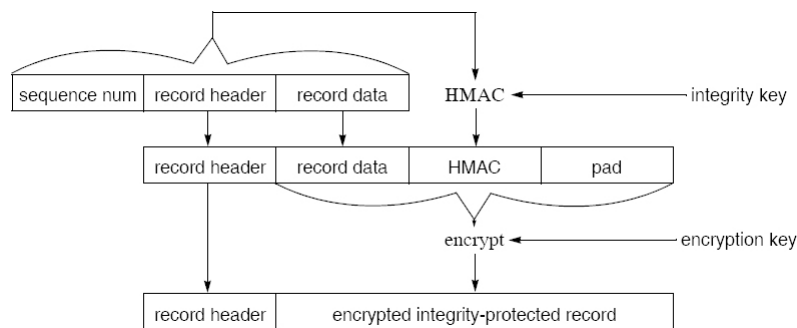 sequence num record header record data HMAC integrity key
record header record data HMAC pad
encrypt encryption key
record header encrypted integrity-protected record